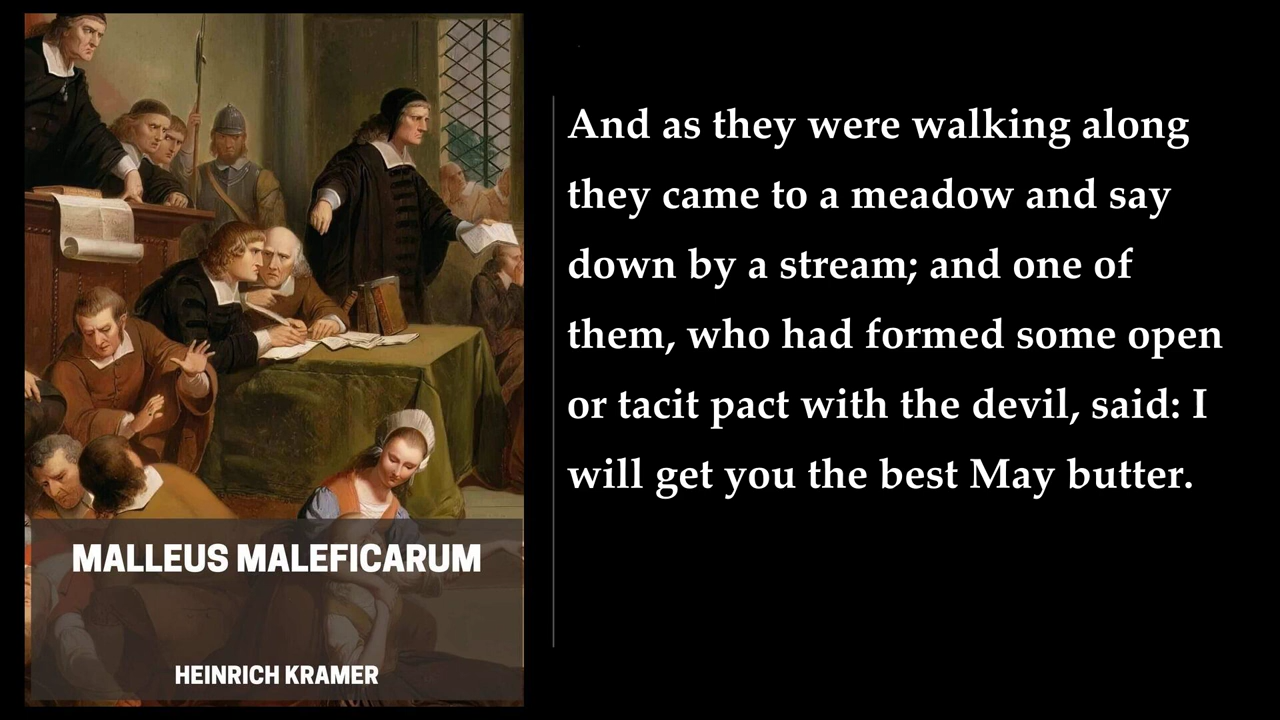 MALLEUS MALEFICARUM
HEINRICH KRAMER
And as they were walking along
they came to a meadow and say
down by a stream; and one of
them, who had formed some open
or tacit pact with the devil, said: I
will get you the best May butter.